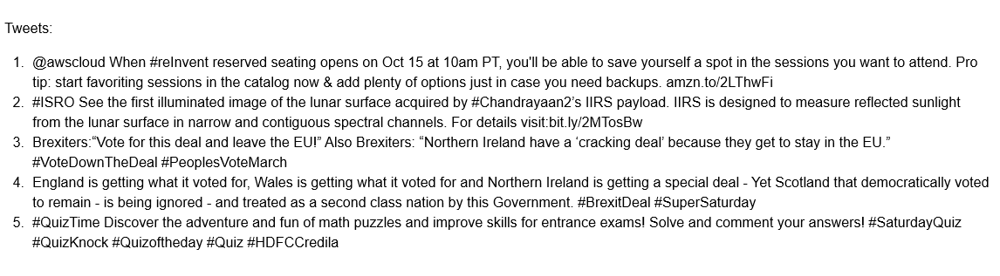 Tweets:
1. @awscloud When #reInvent reserved seating opens on Oct 15 at 10am PT, you'll be able to save yourself a spot in the sessions you want to attend. Pro
tip: start favoriting sessions in the catalog now & add plenty of options just in case you need backups. amzn.to/2LThwFi
2. #ISRO See the first illuminated image of the lunar surface acquired by #Chandrayaan2’s IIRS payload. IIRS is designed to measure reflected sunlight
from the lunar surface in narrow and contiguous spectral channels. For details visit:bit.ly/2MTosBw
3. Brexiters:“Vote for this deal and leave the EU!” Also Brexiters: “Northern Ireland have a ‘cracking deal’ because they get to stay in the EU.”
#VoteDownTheDeal #PeoplesVoteMarch
4. England is getting what it voted for, Wales is getting what it voted for and Northern Ireland is getting a special deal - Yet Scotland that democratically voted
to remain - is being ignored - and treated as a second class nation by this Government. #BrexitDeal #SuperSaturday
5. #QuizTime Discover the adventure and fun of math puzzles and improve skills for entrance exams! Solve and comment your answers! #SaturdayQuiz
#QuizKnock #Quizoftheday #Quiz #HDFCCredila